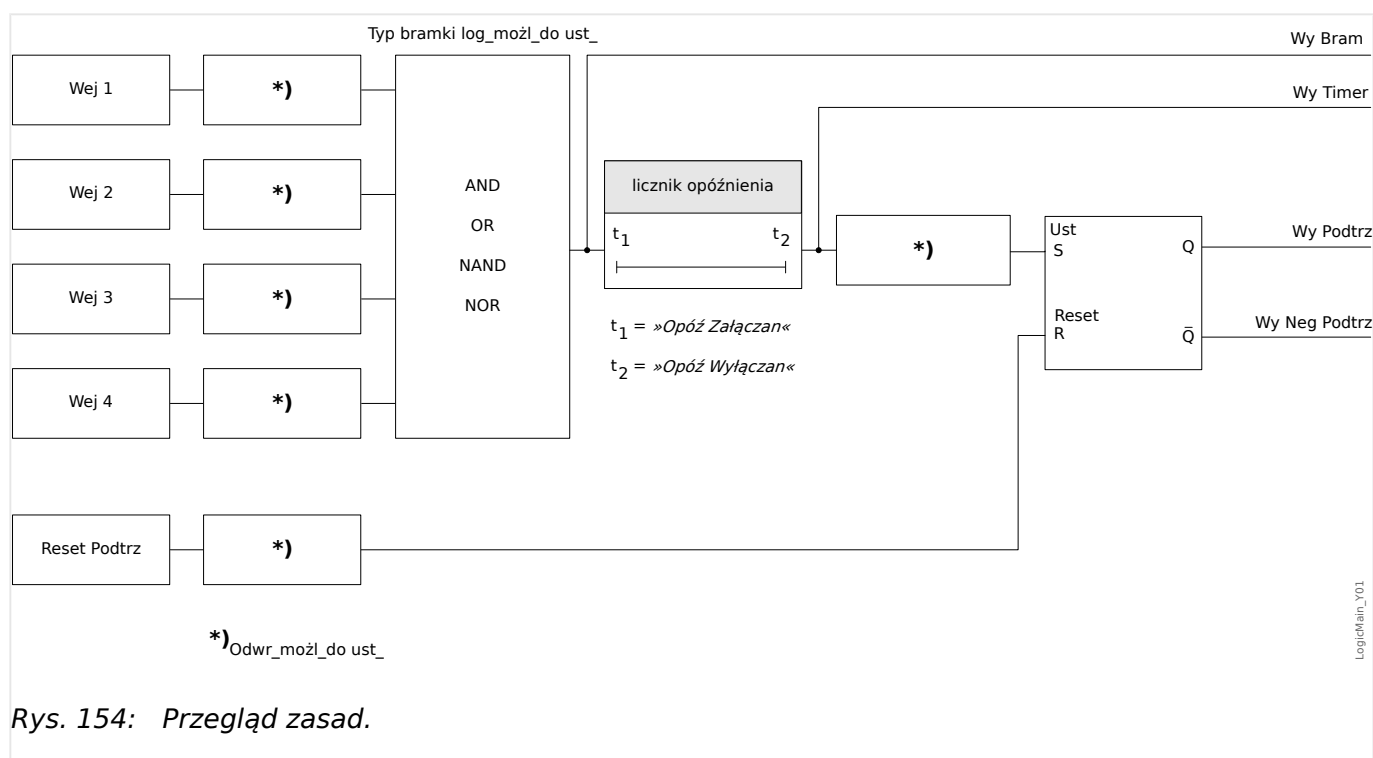 Typ bramki log_możl_do ust_
Wy Bram
Wej 1
*)
Wy Timer
Wej 2
*)
AND
OR
NAND
NOR
licznik opóźnienia
t1
t2
*)
Ust
S
Q
Wy Podtrz
Wej 3
*)
t1 = »Opóź Załączan«
t2 = »Opóź Wyłączan«
Reset
R
Q̅
Wy Neg Podtrz
Wej 4
*)
Reset Podtrz
*)
*)Odwr_możl_do ust_
LogicMain_Y01
Rys. 154: Przegląd zasad.